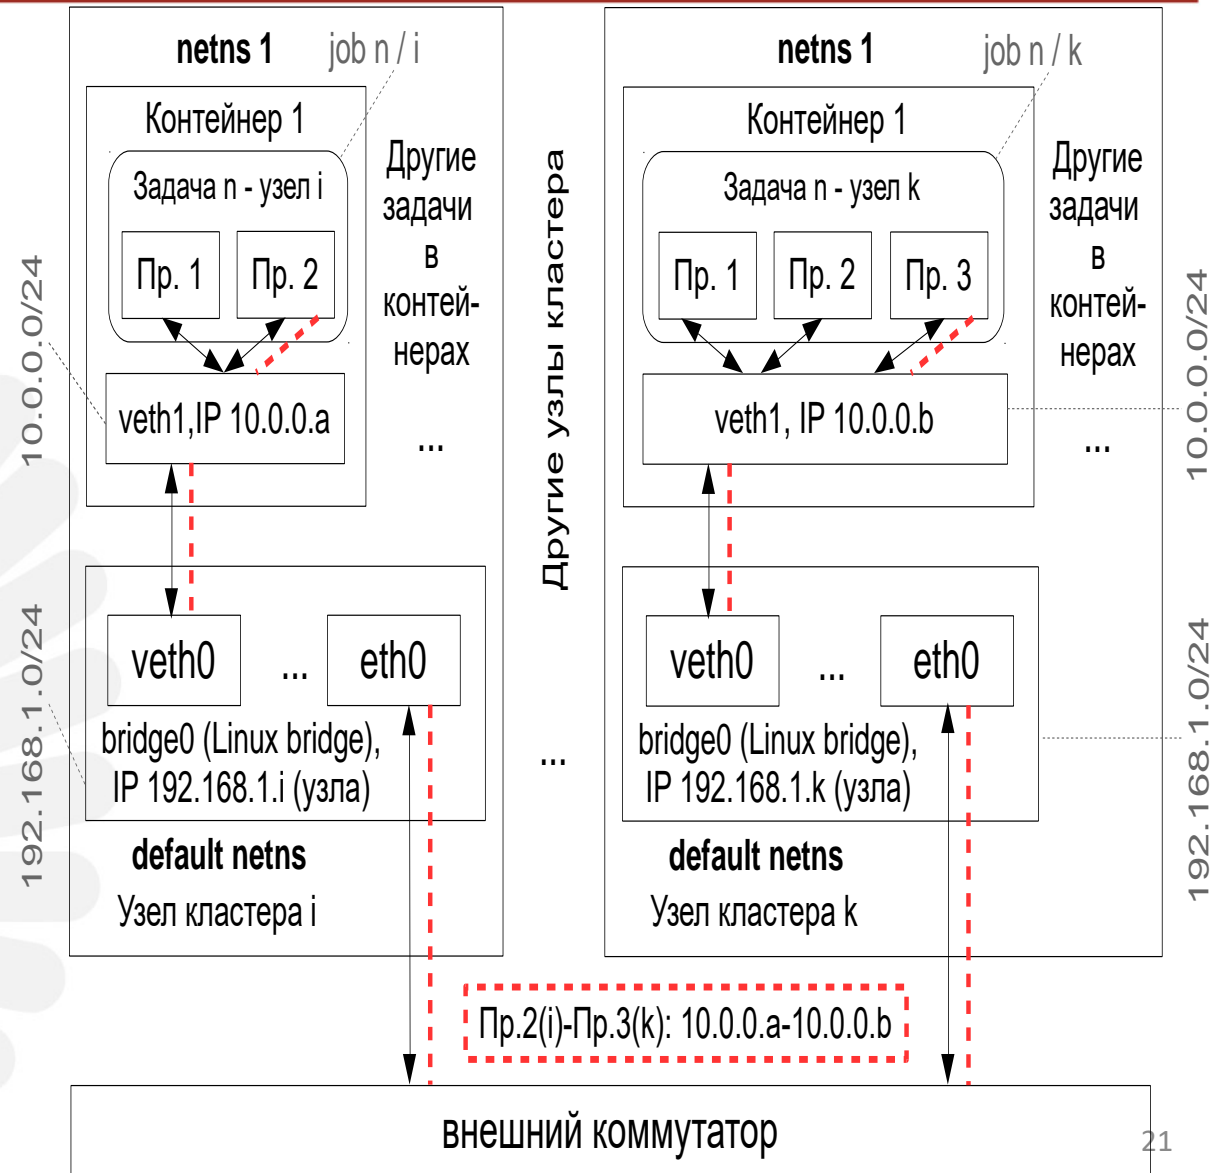 netns 1
job n / i
Контейнер 1
Задача n - узел i
Пр. 1
Пр. 2
veth1,IP 10.0.0.a
Другие
задачи
в
контей-
нерах
...
10.0.0.0/24
veth0
...
eth0
bridge0 (Linux bridge),
IP 192.168.1.i (узла)
192.168.1.0/24
default netns
Узел кластера i
Другие узлы кластера
...
netns 1
job n / k
Контейнер 1
Задача n - узел k
Пр. 1
Пр. 2
Пр. 3
veth1, IP 10.0.0.b
Другие
задачи
в
контей-
нерах
...
10.0.0.0/24
veth0
...
eth0
bridge0 (Linux bridge),
IP 192.168.1.k (узла)
192.168.1.0/24
default netns
Узел кластера k
Пр.2(i)-Пр.3(k): 10.0.0.a-10.0.0.b
внешний коммутатор
21